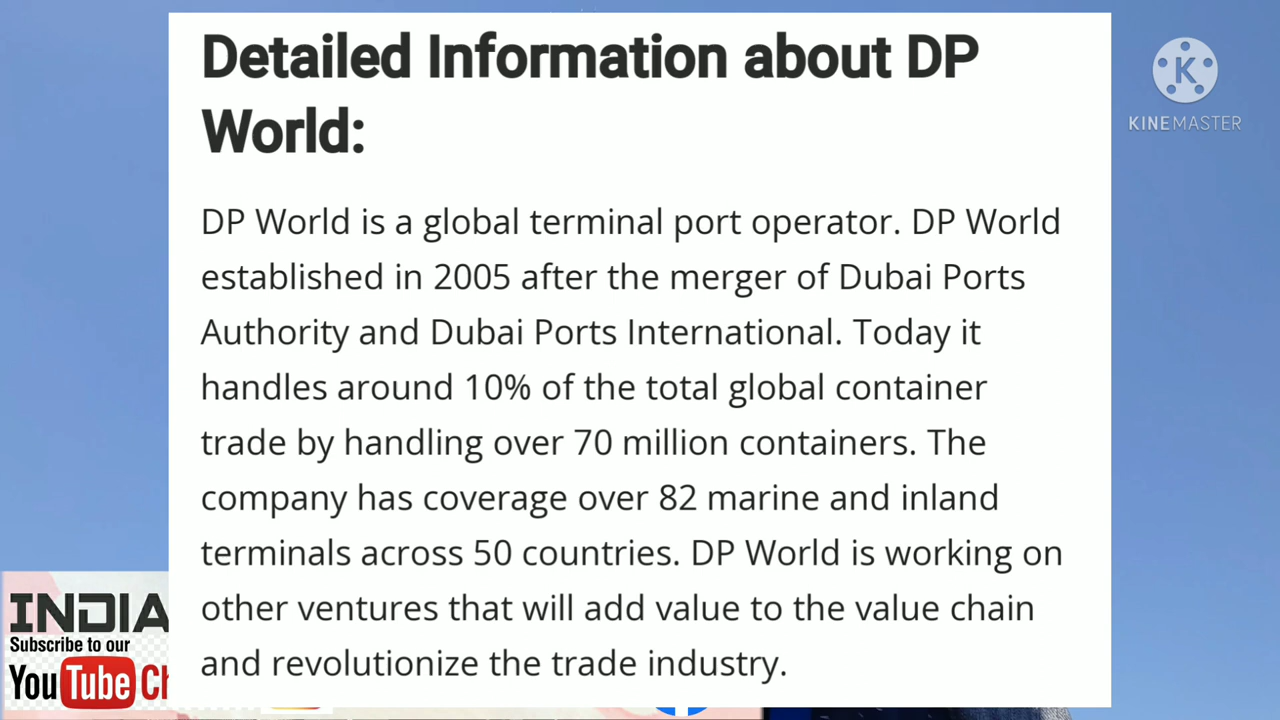 Detailed Information about DP
World:
DP World is a global terminal port operator. DP World
established in 2005 after the merger of Dubai Ports
Authority and Dubai Ports International. Today it
handles around 10% of the total global container
trade by handling over 70 million containers. The
company has coverage over 82 marine and inland
terminals across 50 countries. DP World is working on
other ventures that will add value to the value chain
and revolutionize the trade industry.
K
KINEMASTER
INDIA
Subscribe to our
YouTube Ch